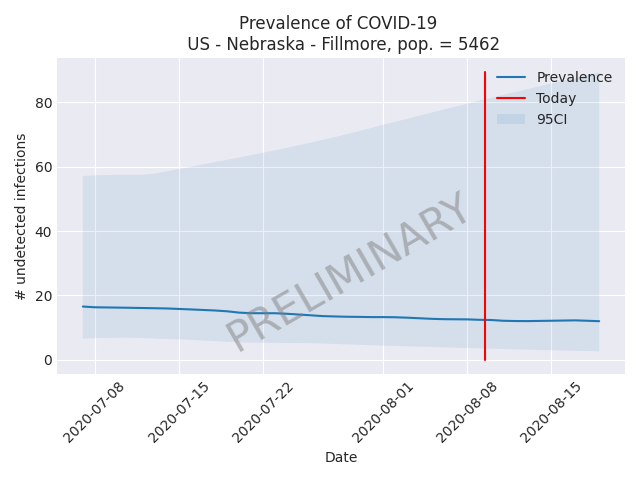 Prevalence of COVID-19
US - Nebraska - Fillmore, pop. = 5462
# undetected infections
80
60
40
20
0
Prevalence
Today
95CI
PRELIMINARY
2020-07-08
2020-07-15
2020-07-22
2020-08-01
2020-08-08
2020-08-15
Date